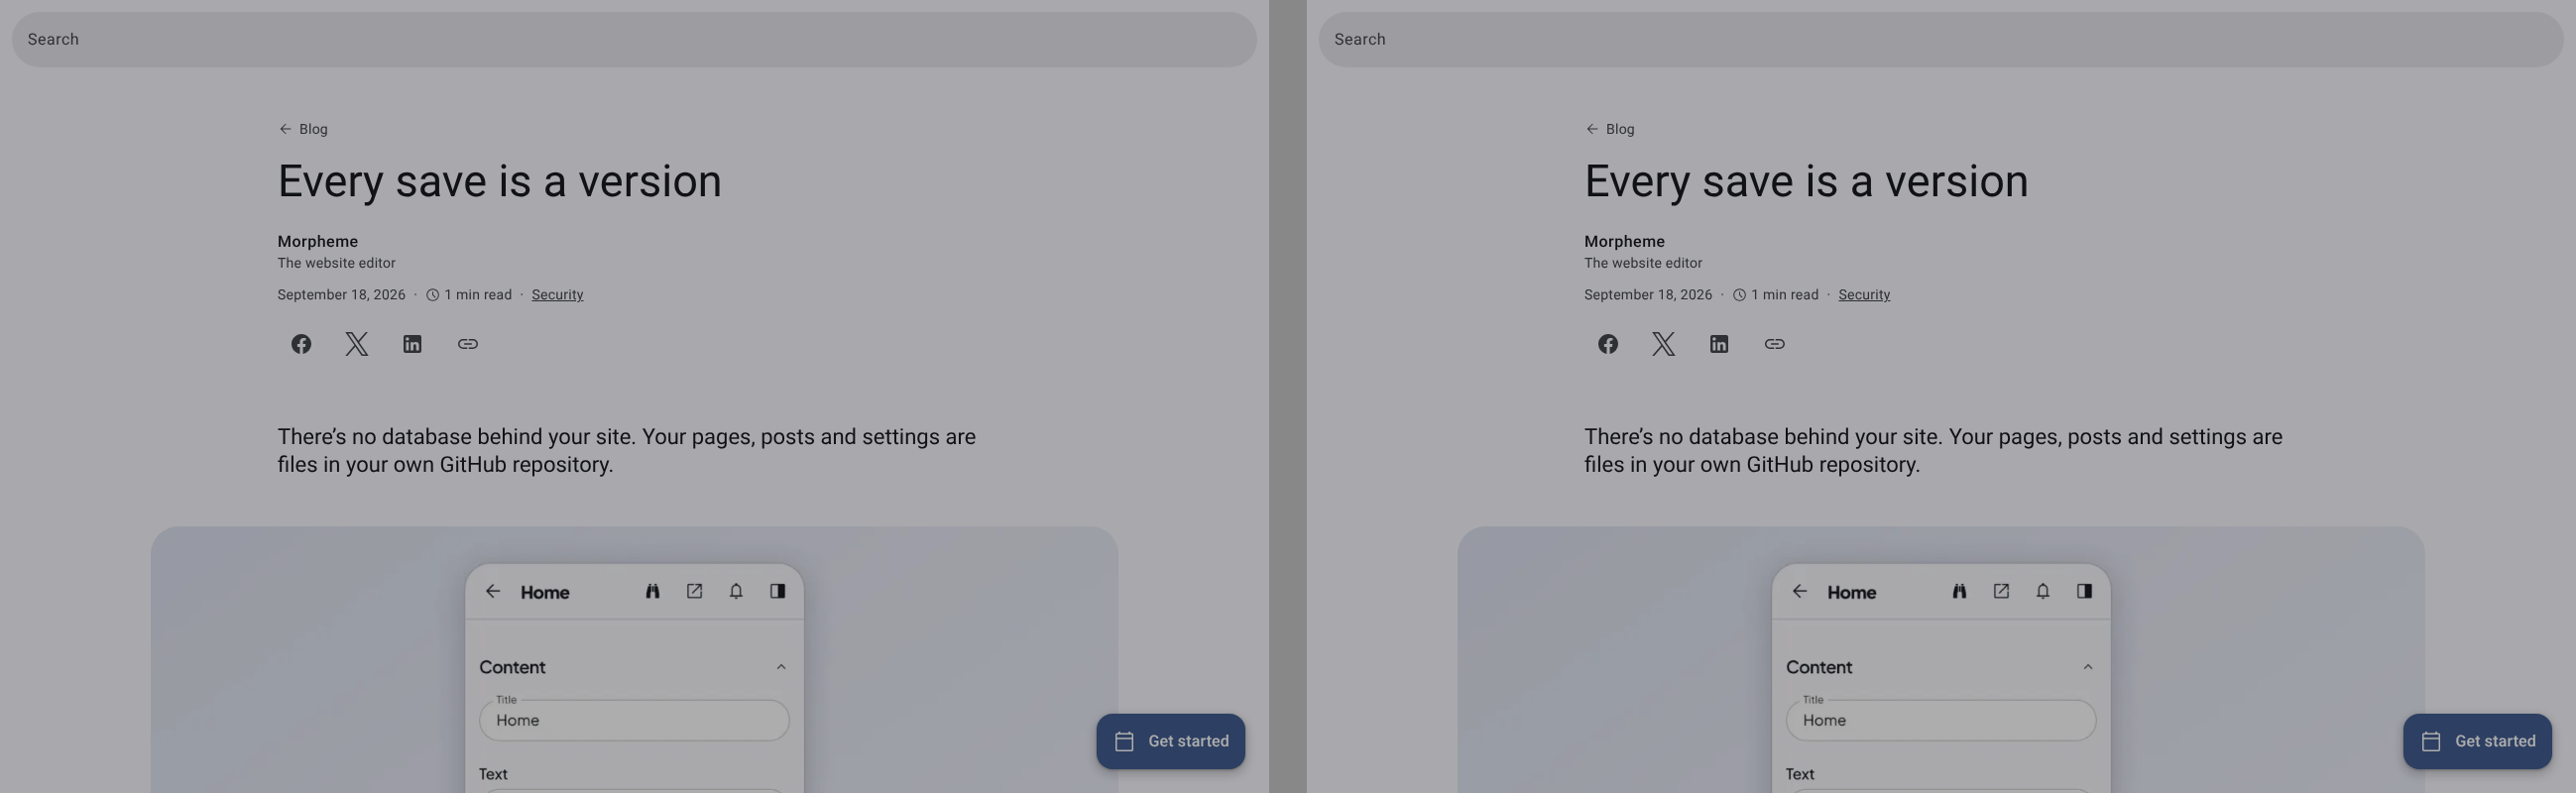 Search
Blog
Every save is a version
Morpheme
The website editor
September 18, 2026 · 1 min read · Security
There’s no database behind your site. Your pages, posts and settings are
files in your own GitHub repository.
Home
Content
Title
Home
Text
Get started
Search
Blog
Every save is a version
Morpheme
The website editor
September 18, 2026 · 1 min read · Security
There’s no database behind your site. Your pages, posts and settings are
files in your own GitHub repository.
Home
Content
Title
Home
Text
Get started